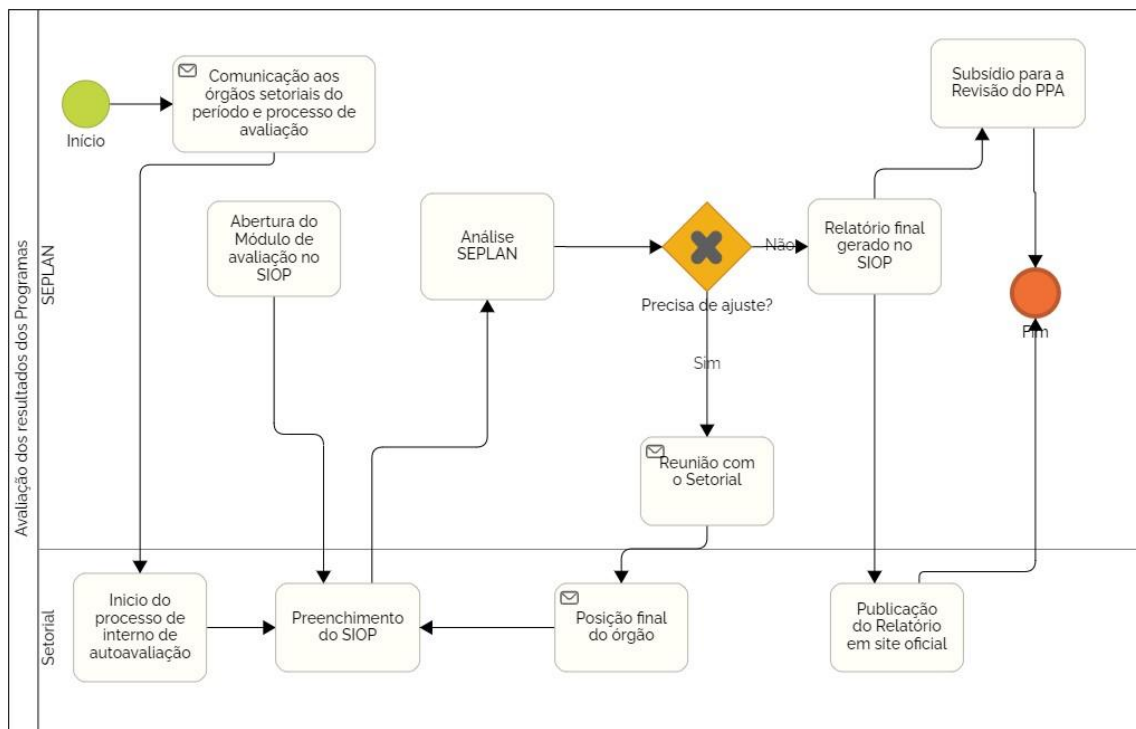 Avaliação dos resultados dos Programas
SEPLAN
Início
Comunicação aos
órgãos setoriais do
período e processo de
avaliação
Abertura do
Módulo de
avaliação no
SIOP
Análise
SEPLAN
Precisa de ajuste?
Não
Sim
Relatório final
gerado no
SIOP
Subsídio para a
Revisão do PPA
Fim
Reunião com
o Setorial
Setorial
Inicio do
processo de
interno de
autoavaliação
Preenchimento
do SIOP
Posição final
do órgão
Publicação
do Relatório
em site oficial